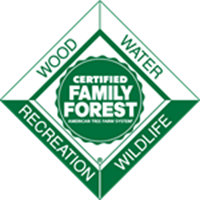 WOOD
WATER
CERTIFIED
FAMILY
FOREST
AMERICAN TREE FARM SYSTEM®
RECREATION
WILDLIFE
®